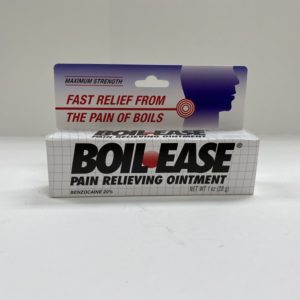 MAXIMUM STRENGTH
FAST RELIEF FROM
THE PAIN OF BOILS
BOIL EASE®
PAIN RELIEVING OINTMENT
BENZOCAINE 20%
NET WT 1 oz (28 g)